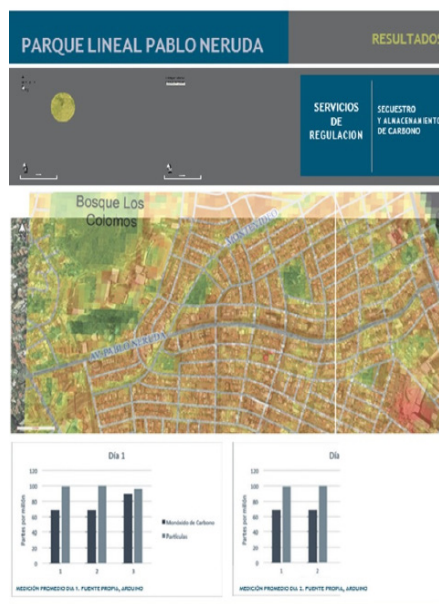 PARQUE LINEAL PABLO NERUDA
RESULTADOS
SERVICIOS
DE
REGULACIÓN
SECUESTRO
Y ALMACENAMIENTO
DE CARBONO
Bosque Los
Colomos
AV. PABLO NERUDA
Día 1
Partes por millón
120
100
80
60
40
20
0
1 2 3
Monóxido de Carbono
Partículas
MEDICIÓN PROMEDIO DIA 1. FUENTE PROPIA, ARDUINO
Día
Partes por millón
120
100
80
60
40
20
0
1 2
MEDICIÓN PROMEDIO DIA 2. FUENTE PROPIA, ARDUINO